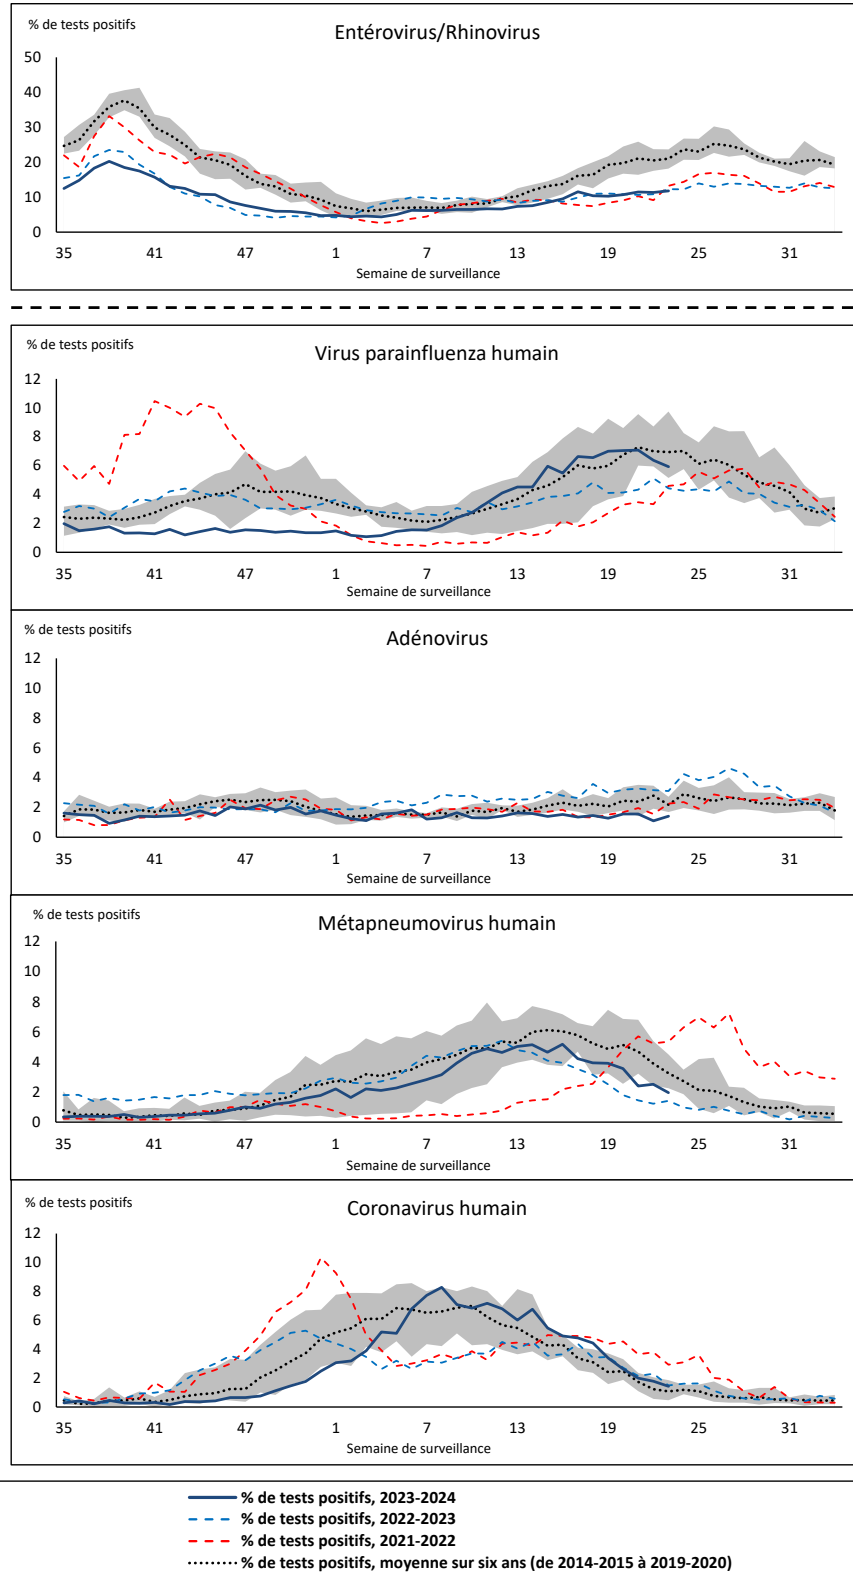 % de tests positifs
Entérovirus/Rhinovirus
50
40
30
20
10
0
35 41 47 1 7 13 19 25 31
Semaine de surveillance
% de tests positifs
Virus parainfluenza humain
12
10
8
6
4
2
0
35 41 47 1 7 13 19 25 31
Semaine de surveillance
% de tests positifs
Adénovirus
12
10
8
6
4
2
0
35 41 47 1 7 13 19 25 31
Semaine de surveillance
% de tests positifs
Métapneumovirus humain
12
10
8
6
4
2
0
35 41 47 1 7 13 19 25 31
Semaine de surveillance
% de tests positifs
Coronavirus humain
12
10
8
6
4
2
0
35 41 47 1 7 13 19 25 31
Semaine de surveillance
% de tests positifs, 2023-2024
% de tests positifs, 2022-2023
% de tests positifs, 2021-2022
% de tests positifs, moyenne sur six ans (de 2014-2015 à 2019-2020)